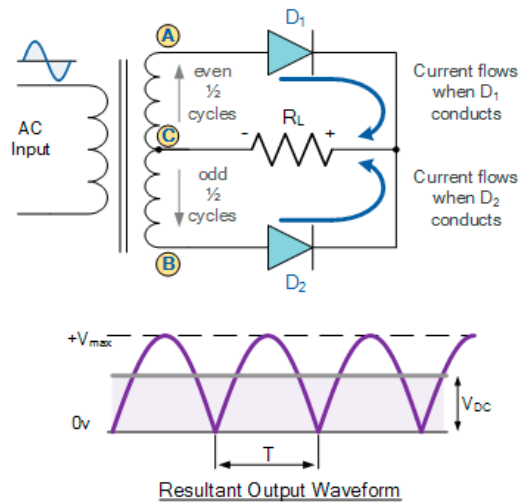 A
D1
even
½
cycles
Current flows
when D1
conducts
AC
Input
C
-
RL
+
odd
½
cycles
Current flows
when D2
conducts
B
D2
+Vmax
VDC
0v
T
Resultant Output Waveform